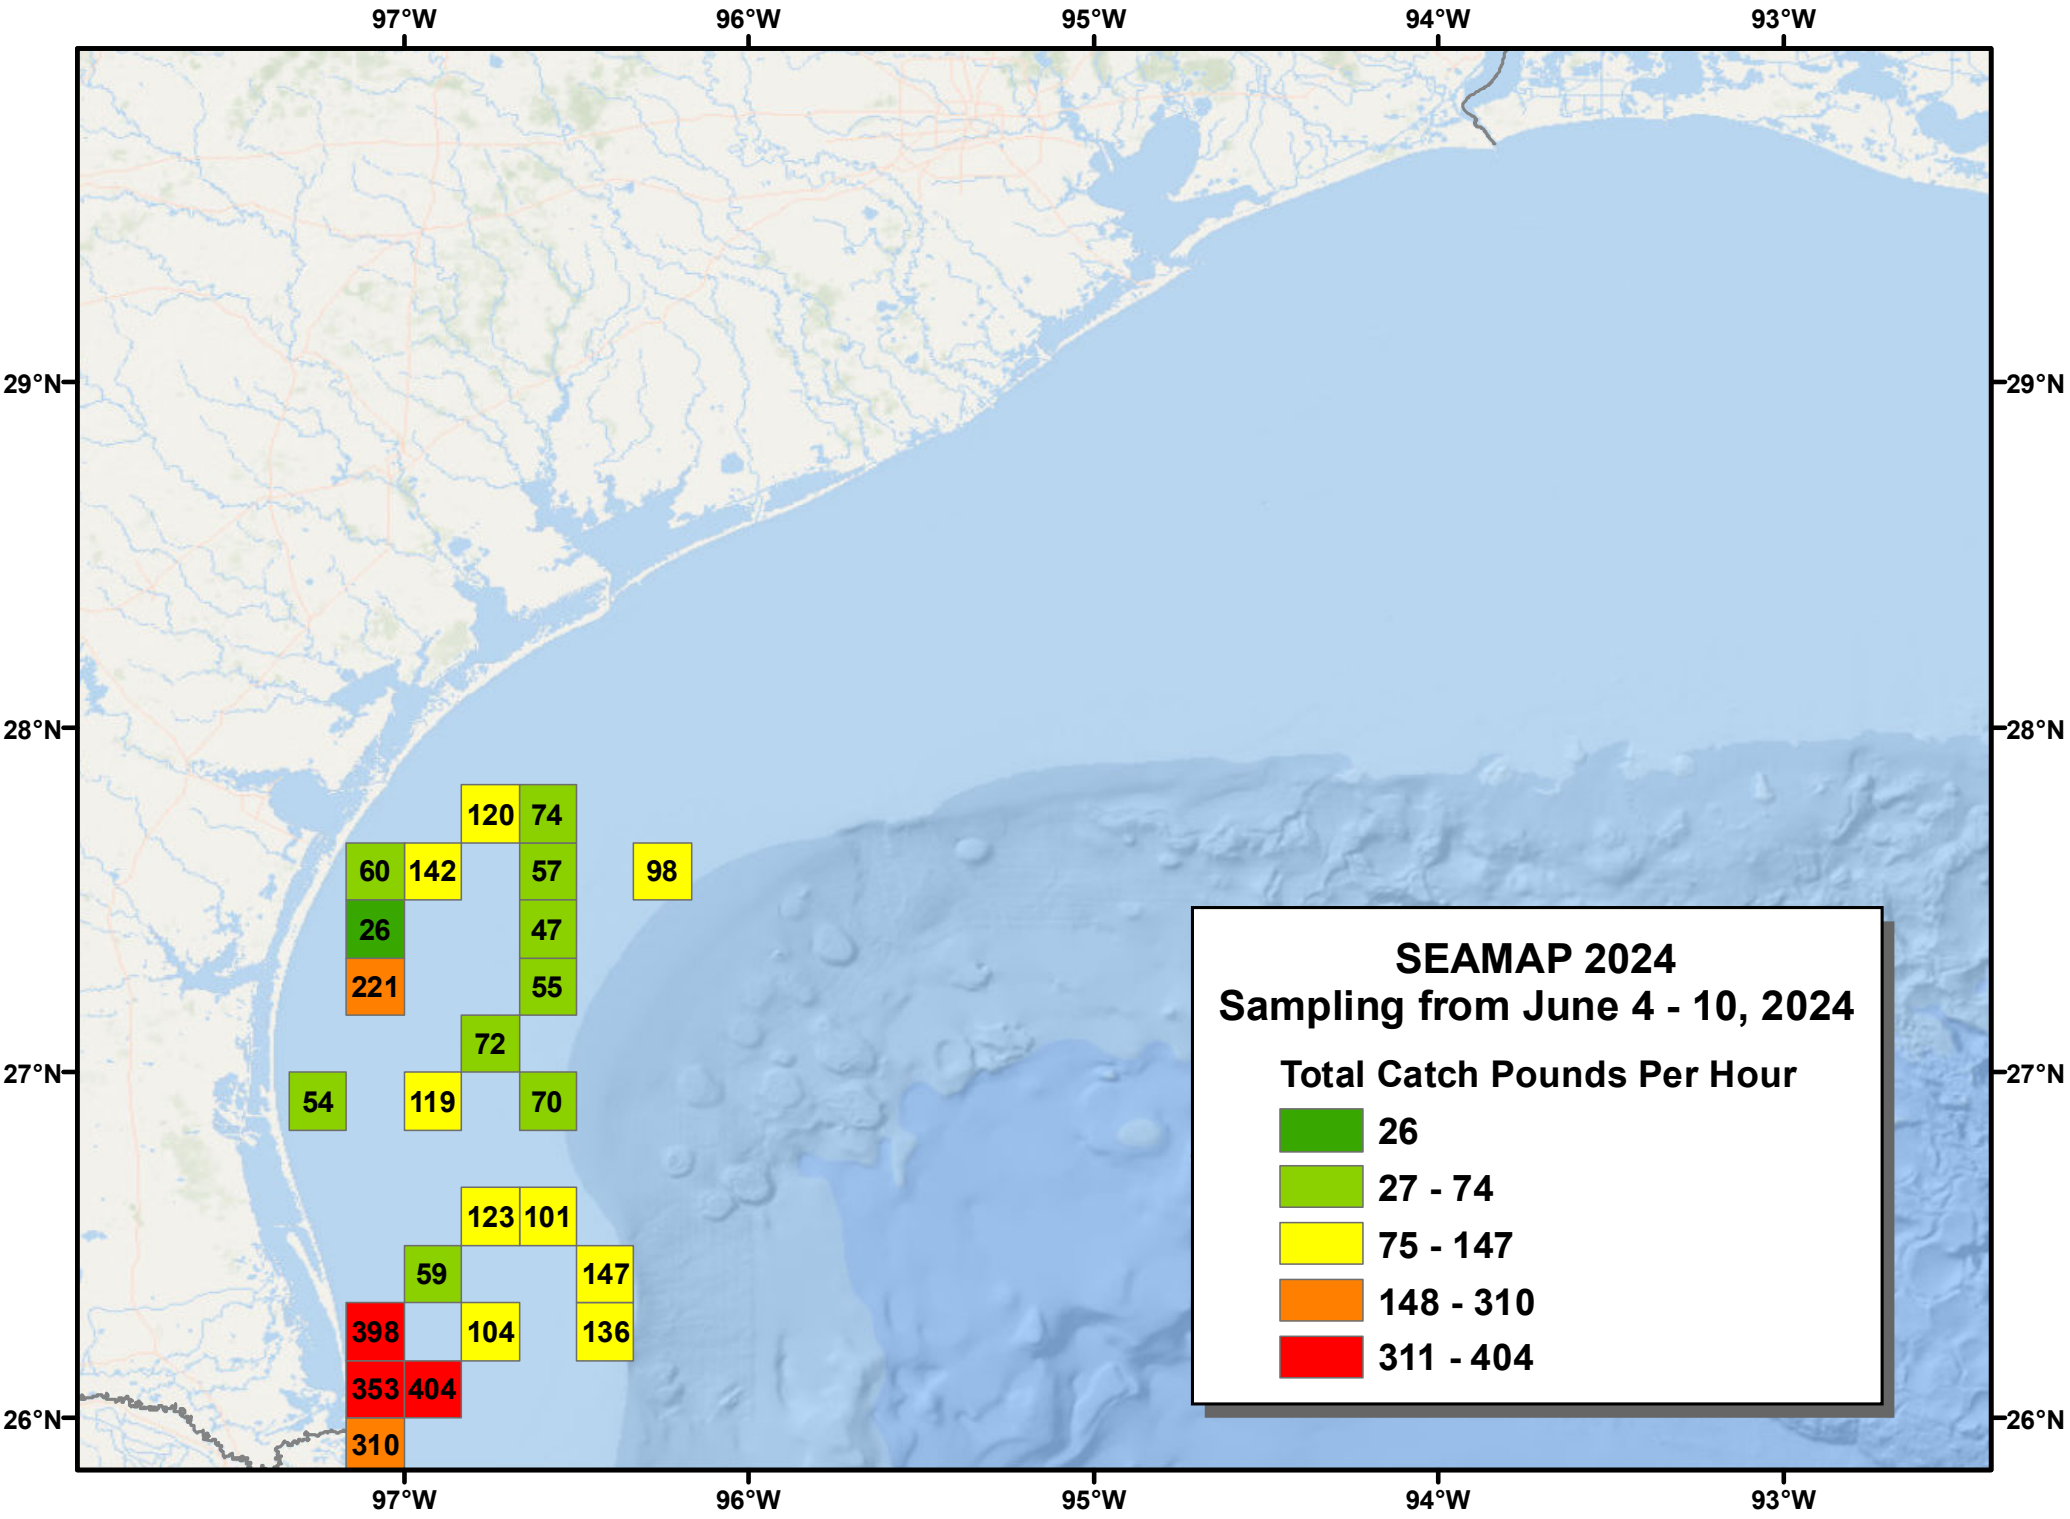 97°W 96°W 95°W 94°W 93°W
29°N 29°N
28°N 28°N
120 74
60 142 57 98
26 47
221 55
72
27°N 27°N
54 119 70
123 101
59 147
398 104 136
353 404
26°N 26°N
310
SEAMAP 2024
Sampling from June 4 - 10, 2024
Total Catch Pounds Per Hour
26
27 - 74
75 - 147
148 - 310
311 - 404
97°W 96°W 95°W 94°W 93°W